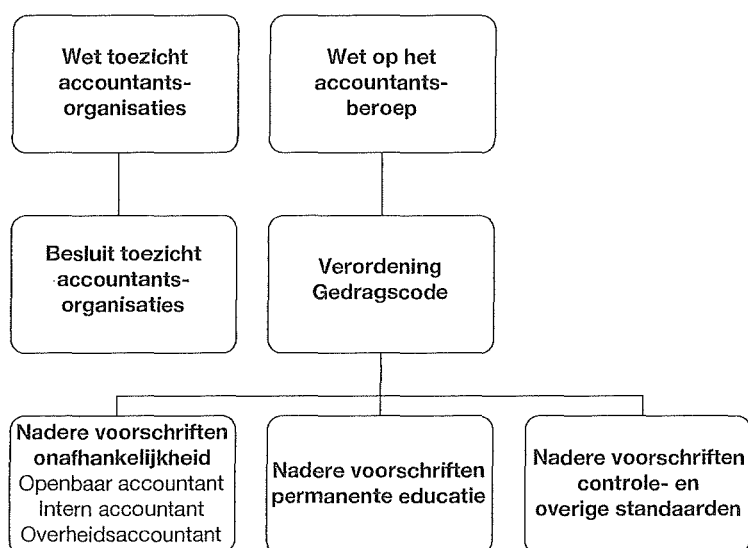 Wet toezicht
accountants-
organisaties
Wet op het
accountants-
beroep
Besluit toezicht
accountants-
organisaties
Verordening
Gedragscode
Nadere voorschriften
onafhankelijkheid
Openbaar accountant
Intern accountant
Overheidsaccountant
Nadere voorschriften
permanente educatie
Nadere voorschriften
controle- en
overige standaarden